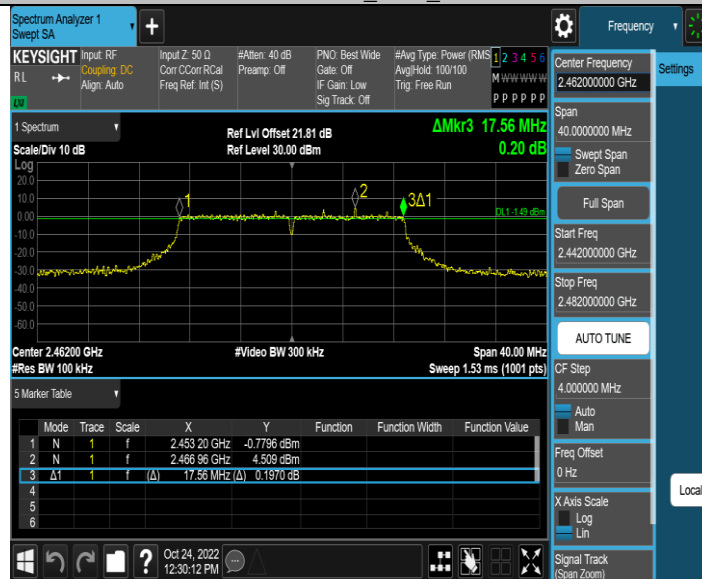 Spectrum Analyzer 1
Swept SA
Frequency
KEYSIGHT
RL
LXI
Input: RF
Coupling: DC
Align: Auto
Input Z: 50 Ω
Corr CCorr RCal
Freq Ref: Int (S)
#Atten: 40 dB
Preamp: Off
PNO: Best Wide
Gate: Off
IF Gain: Low
Sig Track: Off
#Avg Type: Power (RMS
Avg|Hold: 100/100
Trig: Free Run
1 2 3 4 5 6
M W W W W W
P P P P P P
Center Frequency
2.462000000 GHz
Settings
Span
40.0000000 MHz
Swept Span
Zero Span
Full Span
Start Freq
2.442000000 GHz
Stop Freq
2.482000000 GHz
AUTO TUNE
CF Step
4.000000 MHz
Auto
Man
Freq Offset
0 Hz
X Axis Scale
Log
Lin
Signal Track
(Span Zoom)
Local
1 Spectrum
Scale/Div 10 dB
Ref Lvl Offset 21.81 dB
Ref Level 30.00 dBm
ΔMkr3 17.56 MHz
0.20 dB
Log
20.0
10.0
0.00
-10.0
-20.0
-30.0
-40.0
-50.0
-60.0
1
2
3Δ1
DL1 -1.49 dBm
Center 2.46200 GHz
#Video BW 300 kHz
Span 40.00 MHz
#Res BW 100 kHz
Sweep 1.53 ms (1001 pts)
5 Marker Table
Mode Trace Scale X Y Function Function Width Function Value
1 N 1 f 2.453 20 GHz -0.7796 dBm
2 N 1 f 2.466 96 GHz 4.509 dBm
3 Δ1 1 f (Δ) 17.56 MHz (Δ) 0.1970 dB
4
5
6
?
Oct 24, 2022
12:30:12 PM